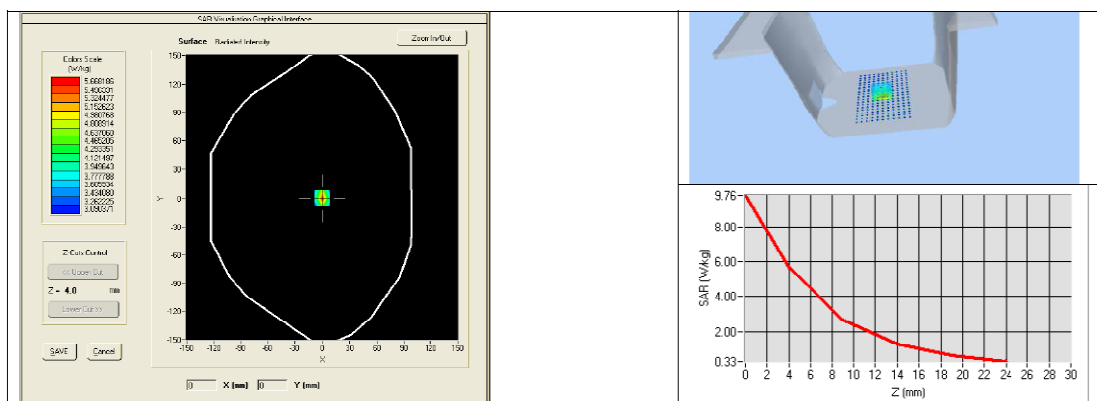 SAR Visualisation Graphical Interface
Surface Radiated Intensity
Zoom In/Out
Colors Scale
(W/kg)
5.668186
5.496331
5.324477
5.152623
4.980768
4.808914
4.637060
4.465205
4.293351
4.121497
3.949643
3.777788
3.605934
3.434080
3.262225
3.090371
Z Cuts Control
<< Upper Cut
Z = 4.0 mm
Lower Cut >>
SAVE Cancel
150
120
90
60
30
0
-30
-60
-90
-120
-150
Y
-150 -120 -90 -60 -30 0 30 60 90 120 150
X
0 X (mm) 0 Y (mm)
9.76
8.00
6.00
4.00
2.00
0.33
SAR (W/kg)
0 2 4 6 8 10 12 14 16 18 20 22 24 26 28 30
Z (mm)